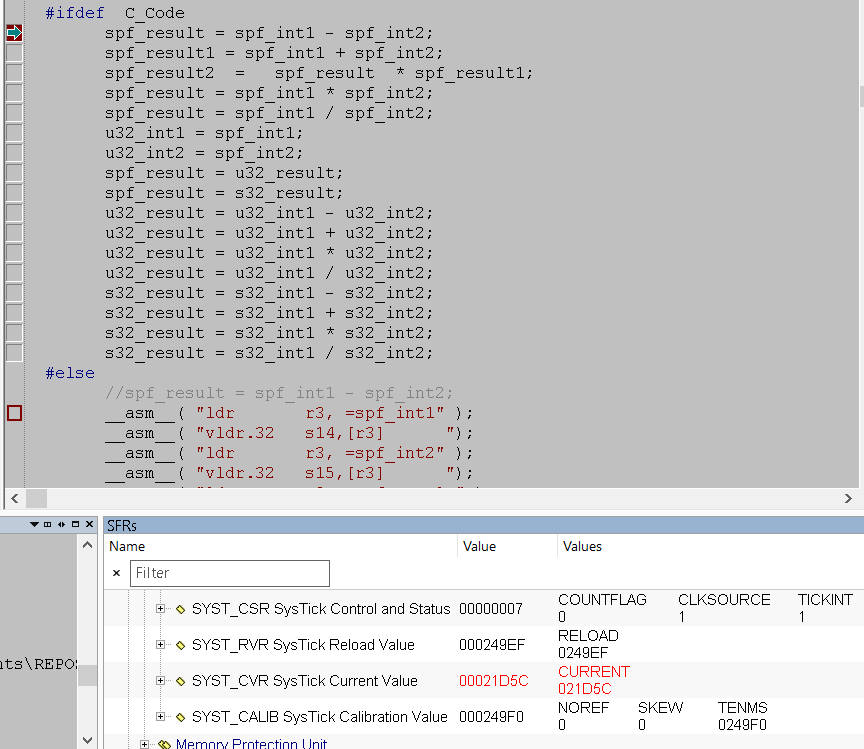 #ifdef  C_Code
spf_result = spf_int1 - spf_int2;
spf_result1 = spf_int1 + spf_int2;
spf_result2  =   spf_result  * spf_result1;
spf_result = spf_int1 * spf_int2;
spf_result = spf_int1 / spf_int2;
u32_int1 = spf_int1;
u32_int2 = spf_int2;
spf_result = u32_result;
spf_result = s32_result;
u32_result = u32_int1 - u32_int2;
u32_result = u32_int1 + u32_int2;
u32_result = u32_int1 * u32_int2;
u32_result = u32_int1 / u32_int2;
s32_result = s32_int1 - s32_int2;
s32_result = s32_int1 + s32_int2;
s32_result = s32_int1 * s32_int2;
s32_result = s32_int1 / s32_int2;
#else
//spf_result = spf_int1 - spf_int2;
__asm__( "ldr       r3, =spf_int1" );
__asm__( "vldr.32   s14,[r3]      ");
__asm__( "ldr       r3, =spf_int2" );
__asm__( "vldr.32   s15,[r3]      ");
SFRs
Name Value Values
Filter
SYST_CSR SysTick Control and Status 00000007 COUNTFLAG CLKSOURCE TICKINT
0 1 1
SYST_RVR SysTick Reload Value 000249EF RELOAD
0249EF
nts\REPO
SYST_CVR SysTick Current Value 00021D5C CURRENT
021D5C
SYST_CALIB SysTick Calibration Value 000249F0 NOREF SKEW TENMS
0 0 0249F0
Memory Protection Unit